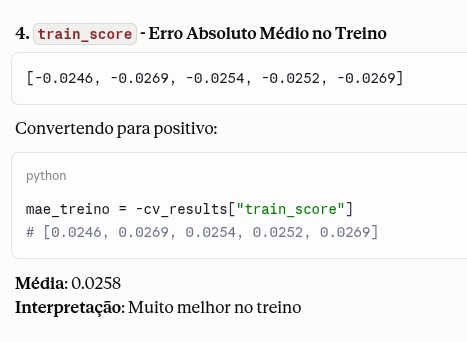 4. train_score - Erro Absoluto Médio no Treino
[-0.0246, -0.0269, -0.0254, -0.0252, -0.0269]
Convertendo para positivo:
python
mae_treino = -cv_results["train_score"]
# [0.0246, 0.0269, 0.0254, 0.0252, 0.0269]
Média: 0.0258
Interpretação: Muito melhor no treino